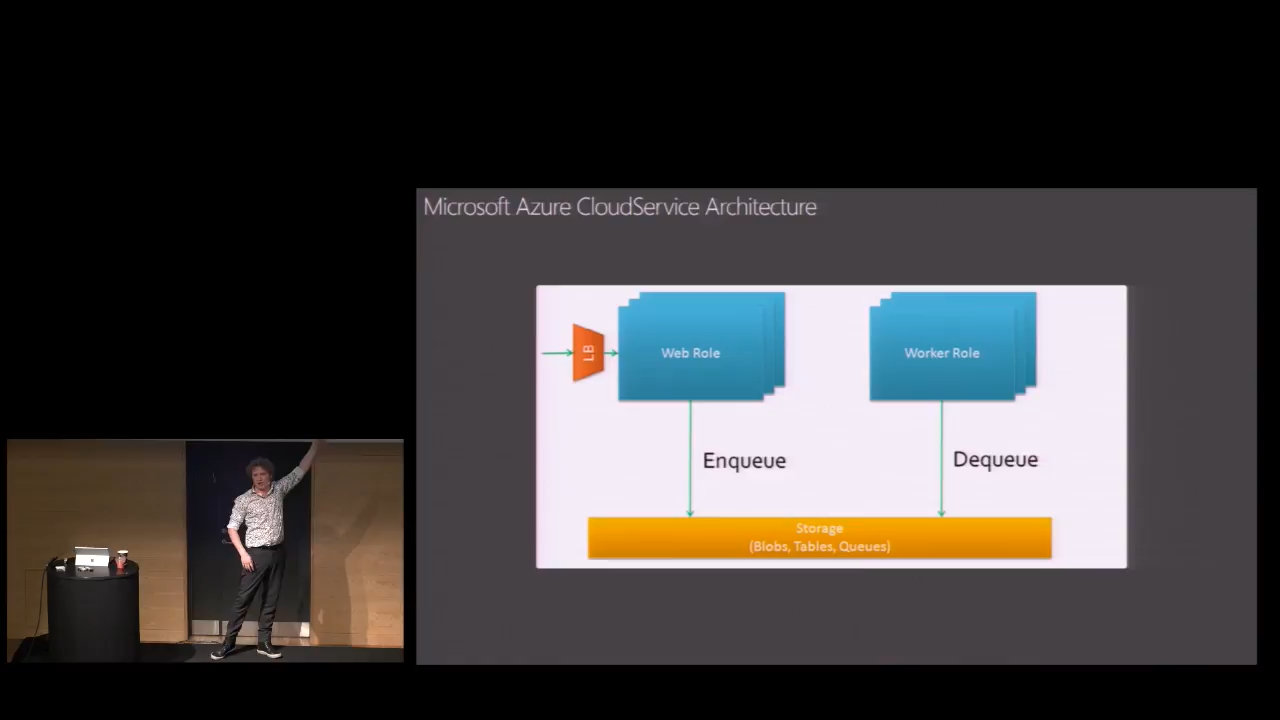 Microsoft Azure CloudService Architecture
LB
Web Role
Worker Role
Enqueue
Dequeue
Storage
(Blobs, Tables, Queues)